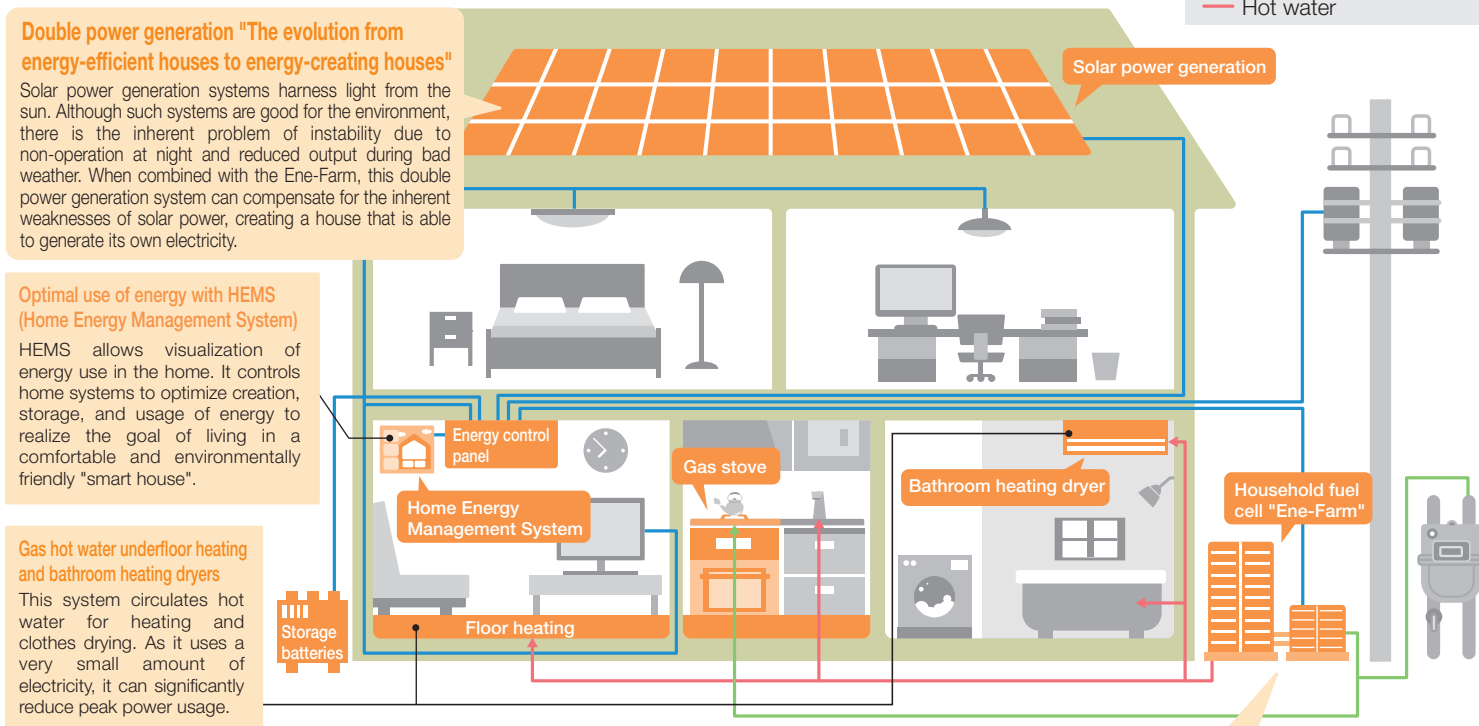 Hot water
Double power generation "The evolution from
energy-efficient houses to energy-creating houses"
Solar power generation systems harness light from the
sun. Although such systems are good for the environment,
there is the inherent problem of instability due to
non-operation at night and reduced output during bad
weather. When combined with the Ene-Farm, this double
power generation system can compensate for the inherent
weaknesses of solar power, creating a house that is able
to generate its own electricity.
Solar power generation
Optimal use of energy with HEMS
(Home Energy Management System)
HEMS allows visualization of
energy use in the home. It controls
home systems to optimize creation,
storage, and usage of energy to
realize the goal of living in a
comfortable and environmentally
friendly "smart house".
Energy control
panel
Home Energy
Management System
Gas stove
Bathroom heating dryer
Household fuel
cell "Ene-Farm"
Gas hot water underfloor heating
and bathroom heating dryers
This system circulates hot
water for heating and
clothes drying. As it uses a
very small amount of
electricity, it can significantly
reduce peak power usage.
Storage
batteries
Floor heating